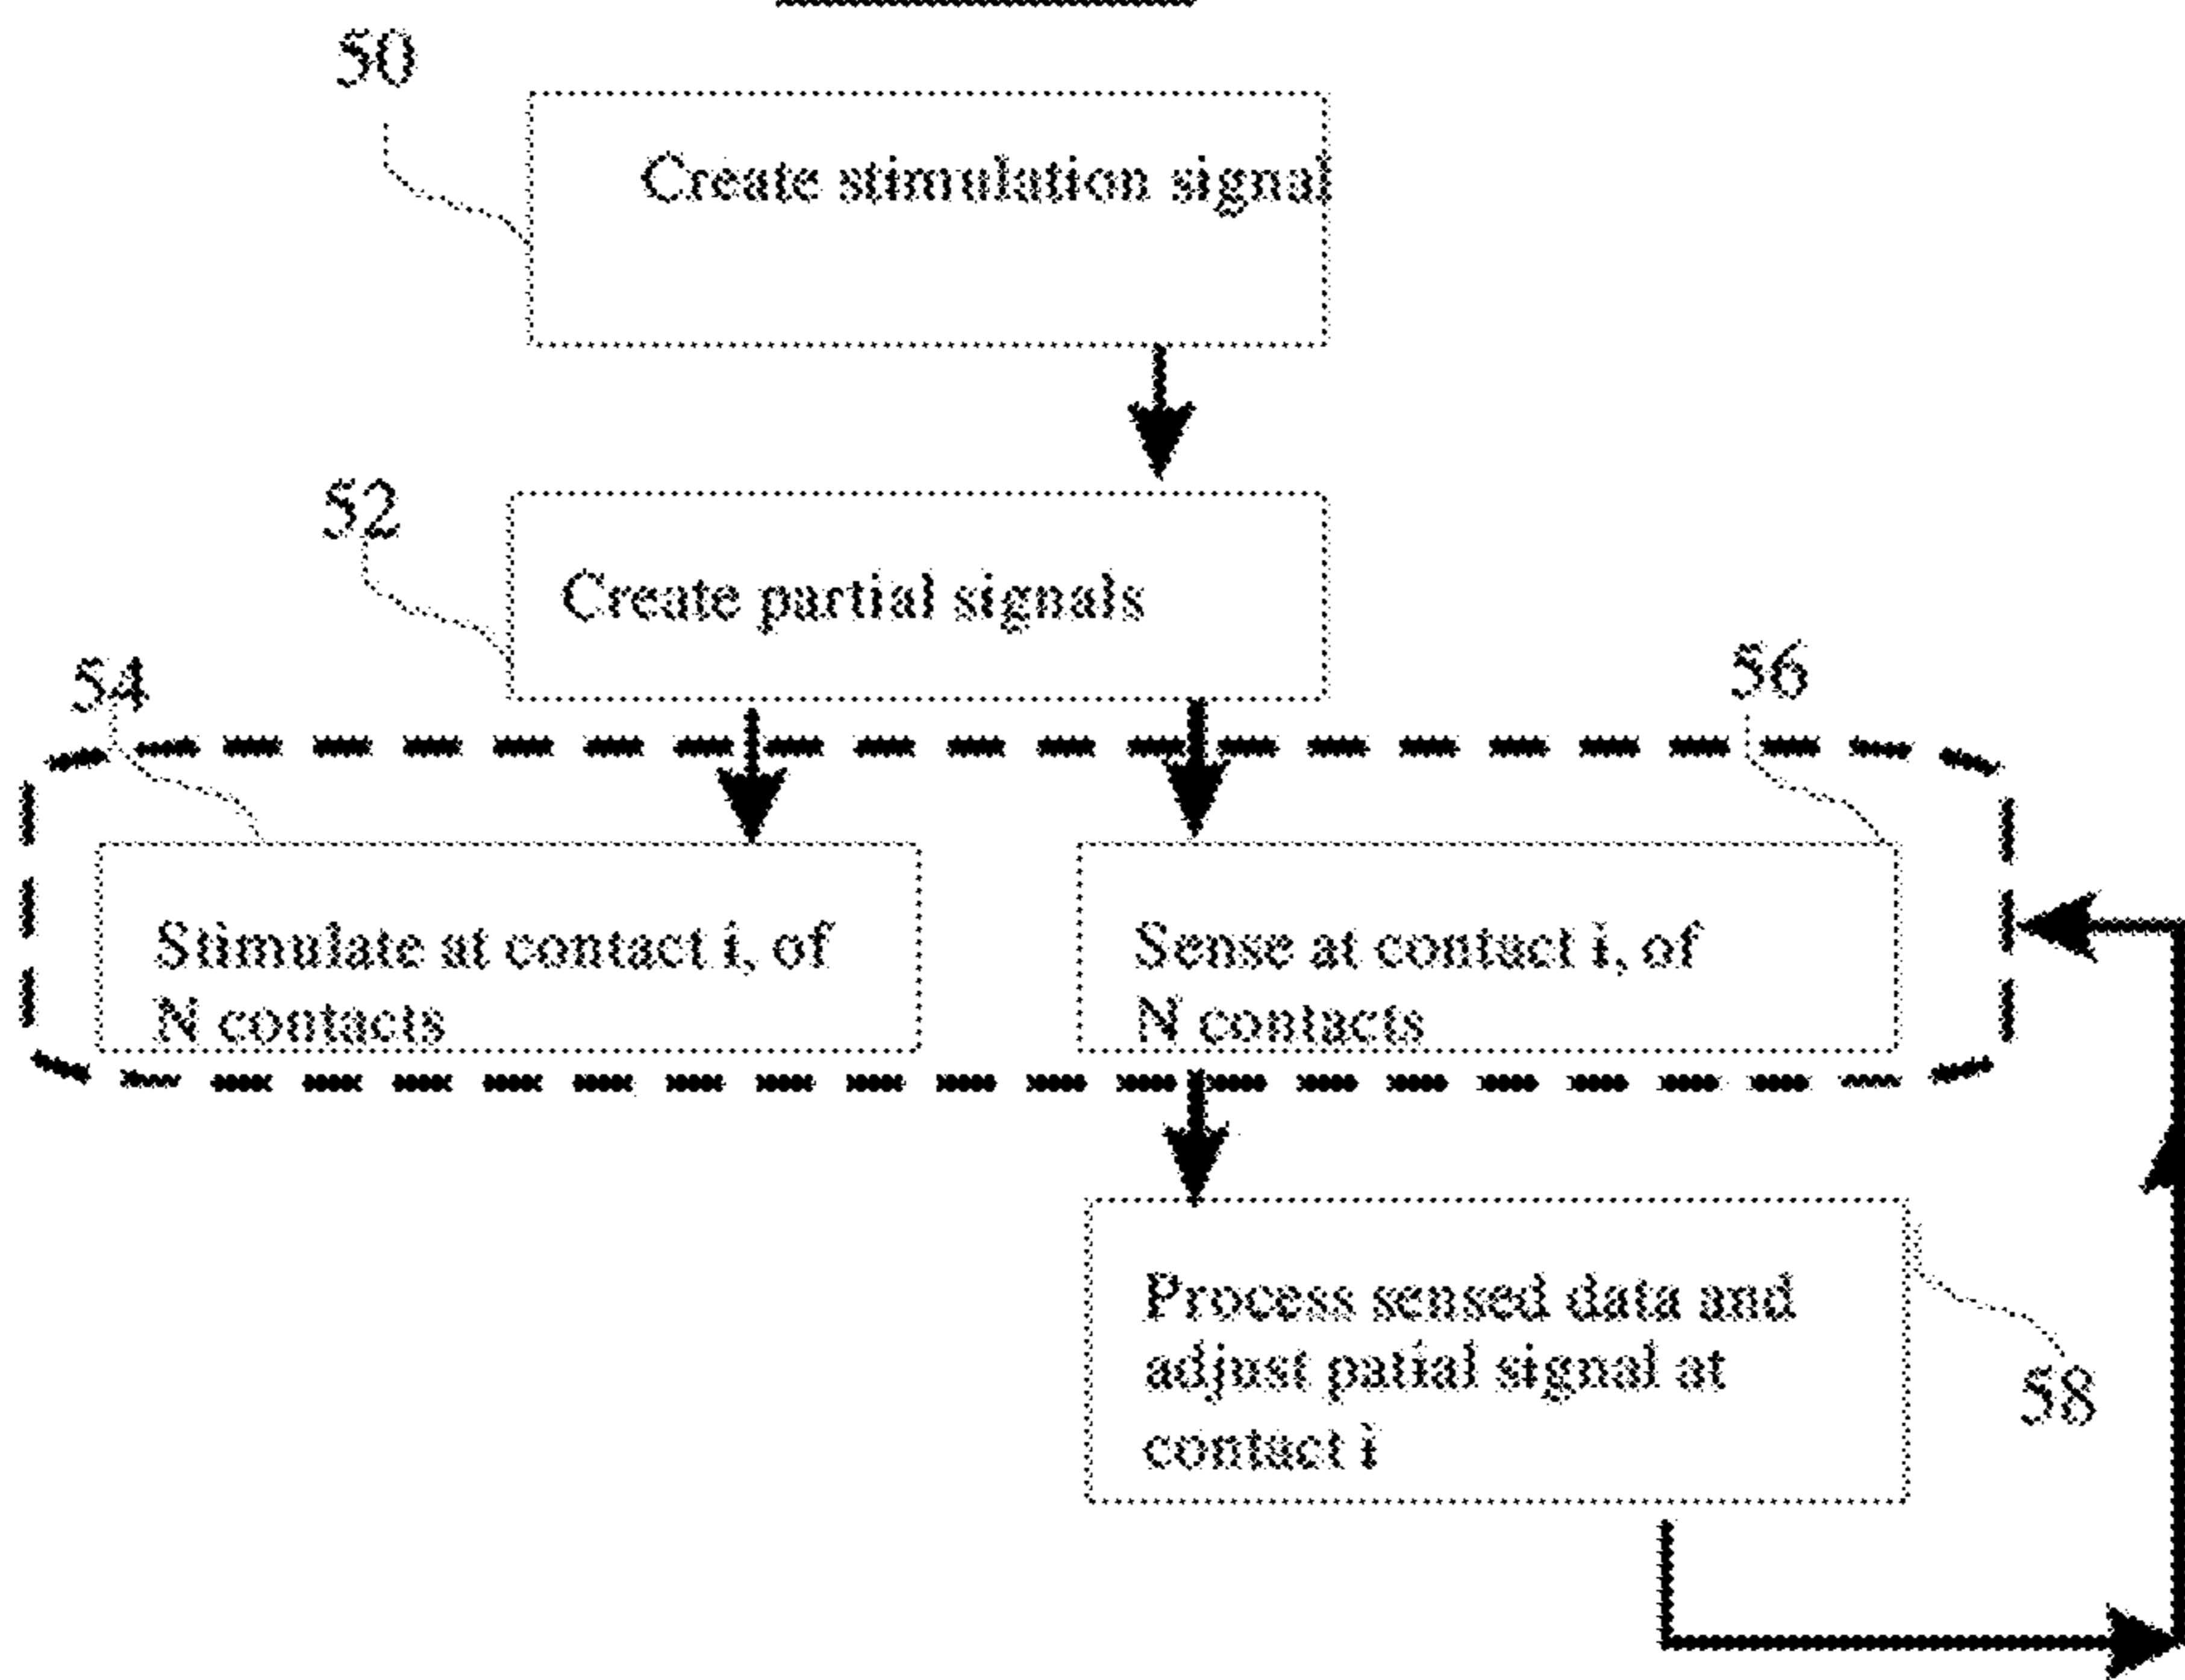 50
Create stimulation signal
52
Create partial signals
54
56
Stimulate at contact i, of
N contacts
Sense at contact i, of
N contacts
Process sensed data and
adjust patial signal at
contact i
58